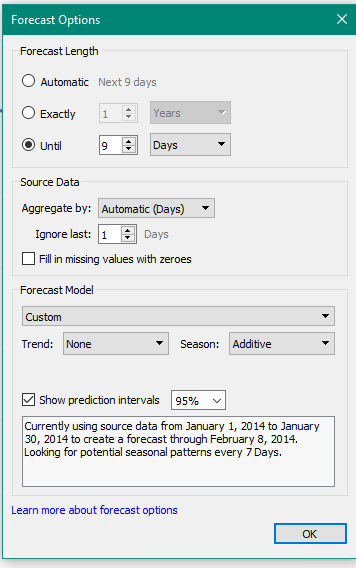 Forecast Options
Forecast Length
Automatic Next 9 days
Exactly 1 Years
Until 9 Days
Source Data
Aggregate by: Automatic (Days)
Ignore last: 1 Days
Fill in missing values with zeroes
Forecast Model
Custom
Trend: None Season: Additive
Show prediction intervals 95%
Currently using source data from January 1, 2014 to January
30, 2014 to create a forecast through February 8, 2014.
Looking for potential seasonal patterns every 7 Days.
Learn more about forecast options
OK